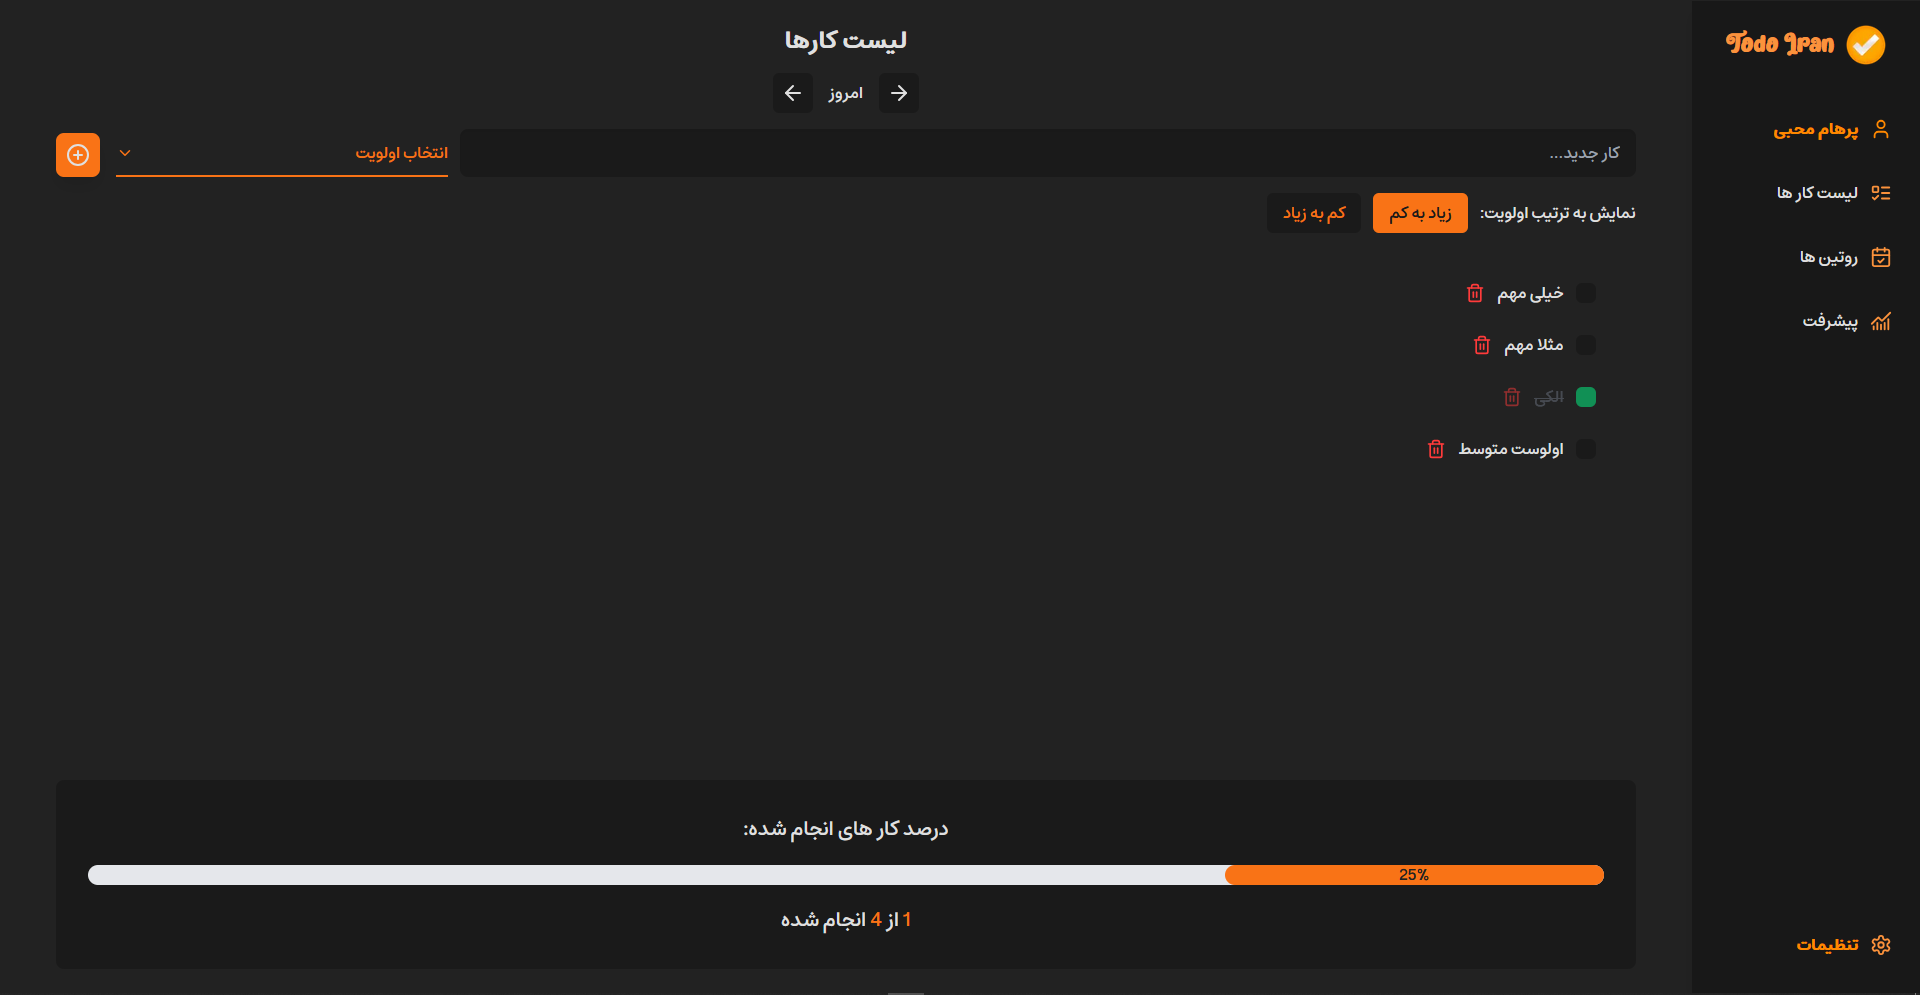 Todo Iran
پرهام محبی
لیست کار ها
روتین ها
پیشرفت
تنظیمات
لیست کارها
امروز
کار جدید...
انتخاب اولویت
نمایش به ترتیب اولویت:
زیاد به کم
کم به زیاد
خیلی مهم
مثلا مهم
الکی
اولوست متوسط
درصد کار های انجام شده:
25%
1 از 4 انجام شده